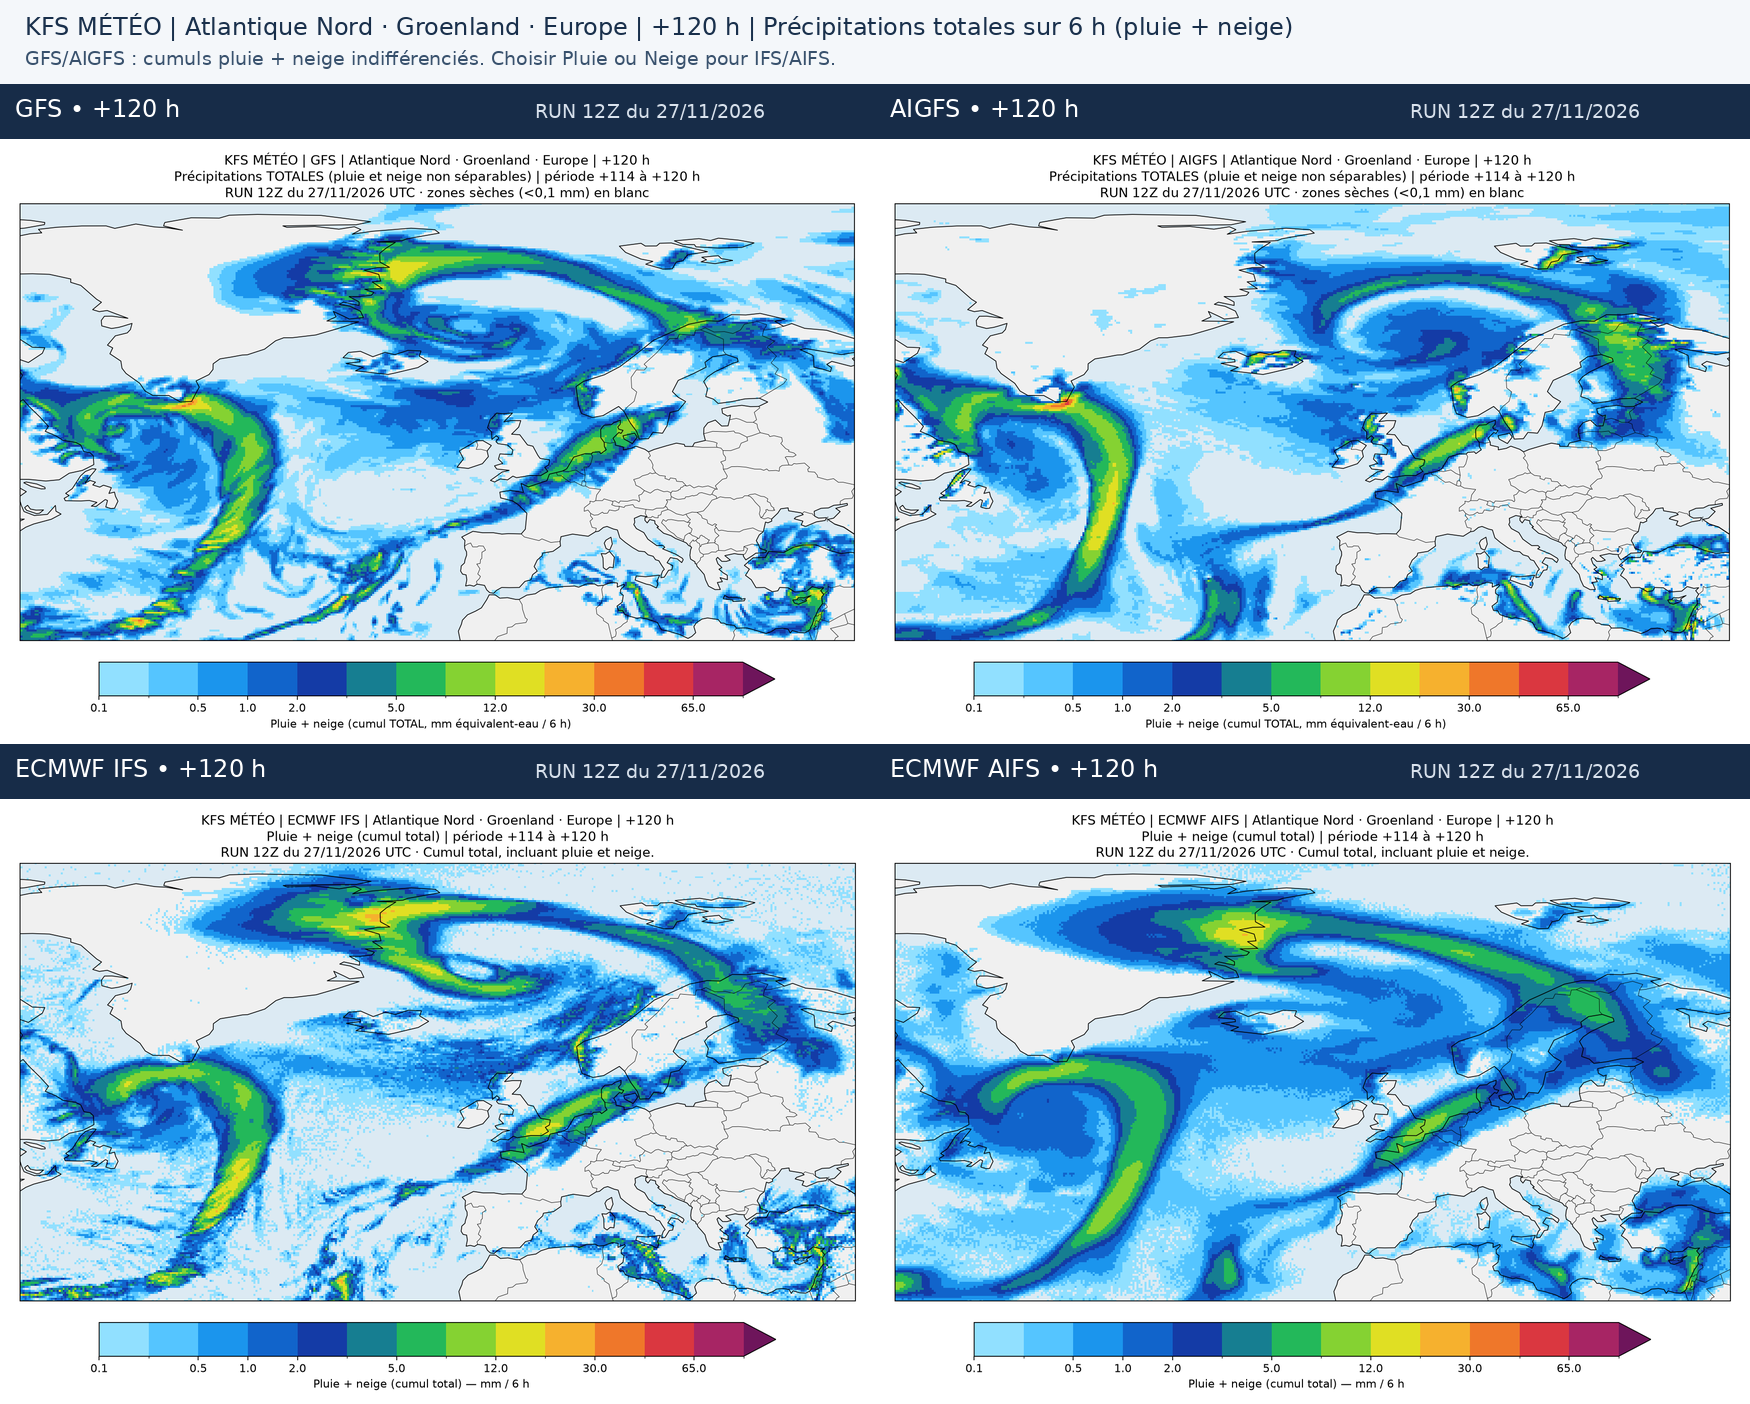 KFS MÉTÉO | Atlantique Nord · Groenland · Europe | +120 h | Précipitations totales sur 6 h (pluie + neige)
GFS/AIGFS : cumuls pluie + neige indifférenciés. Choisir Pluie ou Neige pour IFS/AIFS.
GFS • +120 h RUN 12Z du 27/11/2026
KFS MÉTÉO | GFS | Atlantique Nord · Groenland · Europe | +120 h
Précipitations TOTALES (pluie et neige non séparables) | période +114 à +120 h
RUN 12Z du 27/11/2026 UTC · zones sèches (<0,1 mm) en blanc
0.1 0.5 1.0 2.0 5.0 12.0 30.0 65.0
Pluie + neige (cumul TOTAL, mm équivalent-eau / 6 h)
AIGFS • +120 h RUN 12Z du 27/11/2026
KFS MÉTÉO | AIGFS | Atlantique Nord · Groenland · Europe | +120 h
Précipitations TOTALES (pluie et neige non séparables) | période +114 à +120 h
RUN 12Z du 27/11/2026 UTC · zones sèches (<0,1 mm) en blanc
0.1 0.5 1.0 2.0 5.0 12.0 30.0 65.0
Pluie + neige (cumul TOTAL, mm équivalent-eau / 6 h)
ECMWF IFS • +120 h RUN 12Z du 27/11/2026
KFS MÉTÉO | ECMWF IFS | Atlantique Nord · Groenland · Europe | +120 h
Pluie + neige (cumul total) | période +114 à +120 h
RUN 12Z du 27/11/2026 UTC · Cumul total, incluant pluie et neige.
0.1 0.5 1.0 2.0 5.0 12.0 30.0 65.0
Pluie + neige (cumul total) — mm / 6 h
ECMWF AIFS • +120 h RUN 12Z du 27/11/2026
KFS MÉTÉO | ECMWF AIFS | Atlantique Nord · Groenland · Europe | +120 h
Pluie + neige (cumul total) | période +114 à +120 h
RUN 12Z du 27/11/2026 UTC · Cumul total, incluant pluie et neige.
0.1 0.5 1.0 2.0 5.0 12.0 30.0 65.0
Pluie + neige (cumul total) — mm / 6 h